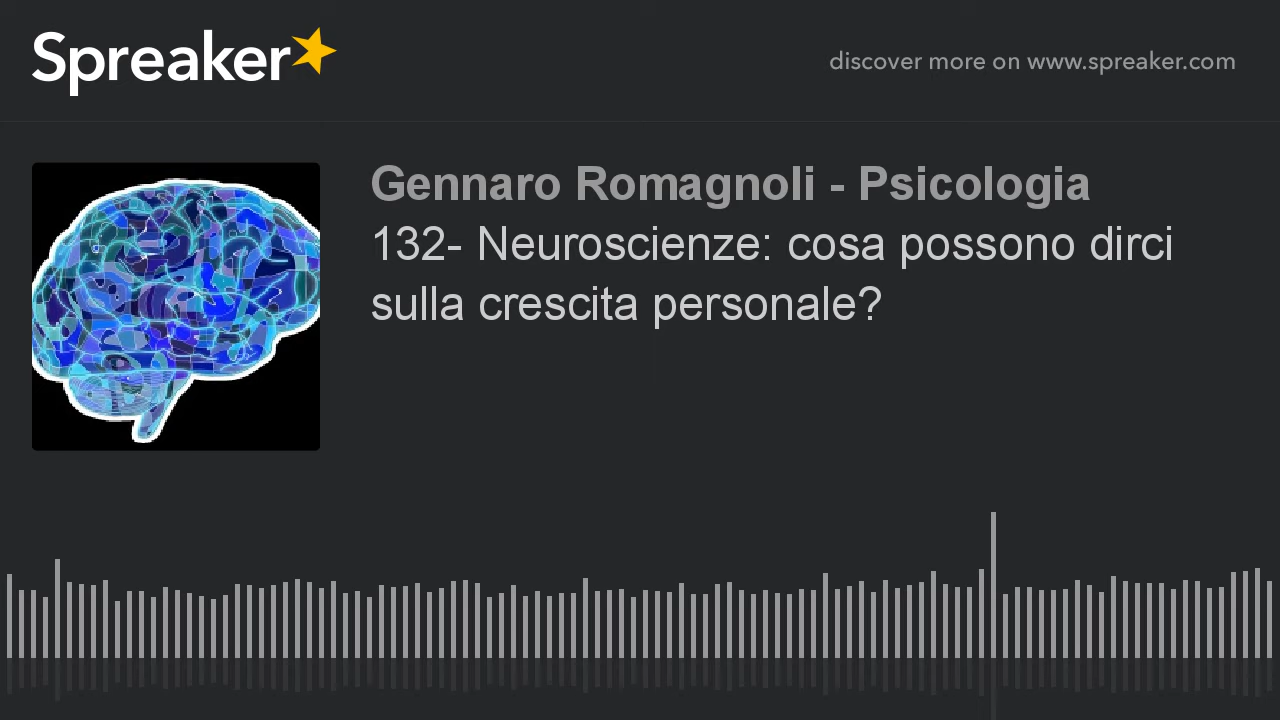 Spreaker
discover more on www.spreaker.com
Gennaro Romagnoli - Psicologia
132- Neuroscienze: cosa possono dirci
sulla crescita personale?